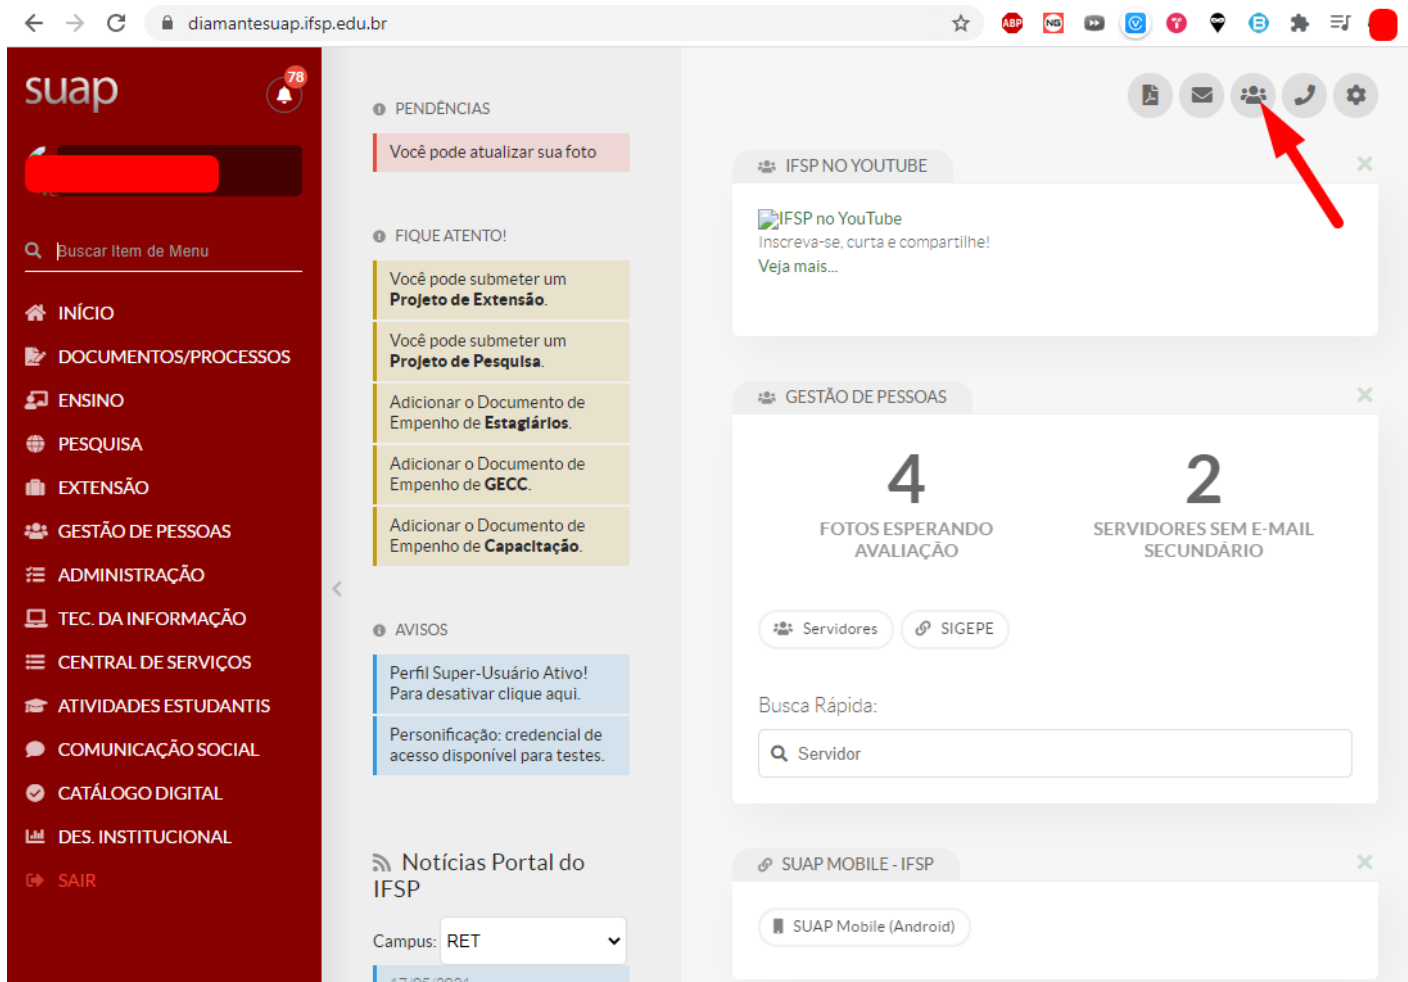 diamantesuap.ifsp.edu.br
ABP
NG
suap
78
Buscar Item de Menu
INÍCIO
DOCUMENTOS/PROCESSOS
ENSINO
PESQUISA
EXTENSÃO
GESTÃO DE PESSOAS
ADMINISTRAÇÃO
TEC. DA INFORMAÇÃO
CENTRAL DE SERVIÇOS
ATIVIDADES ESTUDANTIS
COMUNICAÇÃO SOCIAL
CATÁLOGO DIGITAL
DES. INSTITUCIONAL
SAIR
PENDÊNCIAS
Você pode atualizar sua foto
FIQUE ATENTO!
Você pode submeter um
Projeto de Extensão.
Você pode submeter um
Projeto de Pesquisa.
Adicionar o Documento de
Empenho de Estagiários.
Adicionar o Documento de
Empenho de GECC.
Adicionar o Documento de
Empenho de Capacitação.
AVISOS
Perfil Super-Usuário Ativo!
Para desativar clique aqui.
Personificação: credencial de
acesso disponível para testes.
Notícias Portal do
IFSP
Campus: RET
IFSP NO YOUTUBE
IFSP no YouTube
Inscreva-se, curta e compartilhe!
Veja mais...
GESTÃO DE PESSOAS
4
FOTOS ESPERANDO
AVALIAÇÃO
2
SERVIDORES SEM E-MAIL
SECUNDÁRIO
Servidores
SIGEPE
Busca Rápida:
Servidor
SUAP MOBILE - IFSP
SUAP Mobile (Android)